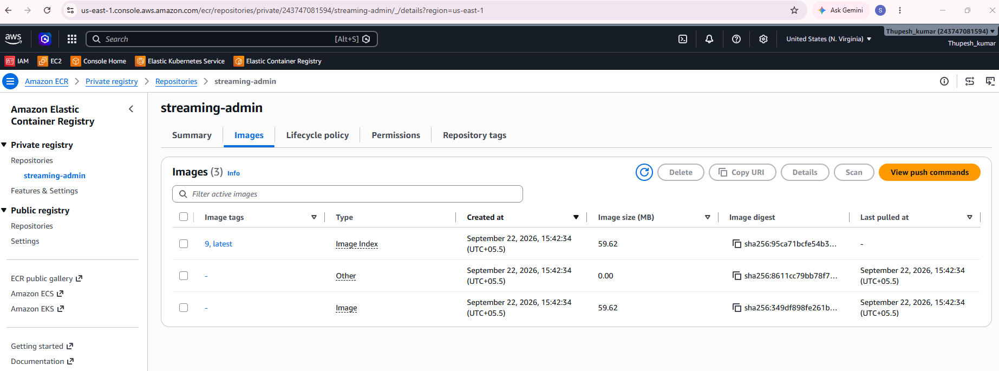 us-east-1.console.aws.amazon.com/ecr/repositories/private/243747081594/streaming-admin/_/details?region=us-east-1
Ask Gemini
S
aws
Search
[Alt+S]
United States (N. Virginia)
Thupesh_kumar (243747081594)
Thupesh_kumar
IAM
EC2
Console Home
Elastic Kubernetes Service
Elastic Container Registry
Amazon ECR
Private registry
Repositories
streaming-admin
Amazon Elastic
Container Registry
Private registry
Repositories
streaming-admin
Features & Settings
Public registry
Repositories
Settings
ECR public gallery
Amazon ECS
Amazon EKS
Getting started
Documentation
streaming-admin
Summary
Images
Lifecycle policy
Permissions
Repository tags
Images (3) Info
Delete
Copy URI
Details
Scan
View push commands
Filter active images
Image tags Type Created at Image size (MB) Image digest Last pulled at
9, latest Image Index September 22, 2026, 15:42:34 59.62 sha256:95ca71bcfe54b3... -
(UTC+05.5)
- Other September 22, 2026, 15:42:34 0.00 sha256:8611cc79bb78f7... September 22, 2026, 15:42:34
(UTC+05.5) (UTC+05.5)
- Image September 22, 2026, 15:42:34 59.62 sha256:349df898fe261b... September 22, 2026, 15:42:34
(UTC+05.5) (UTC+05.5)